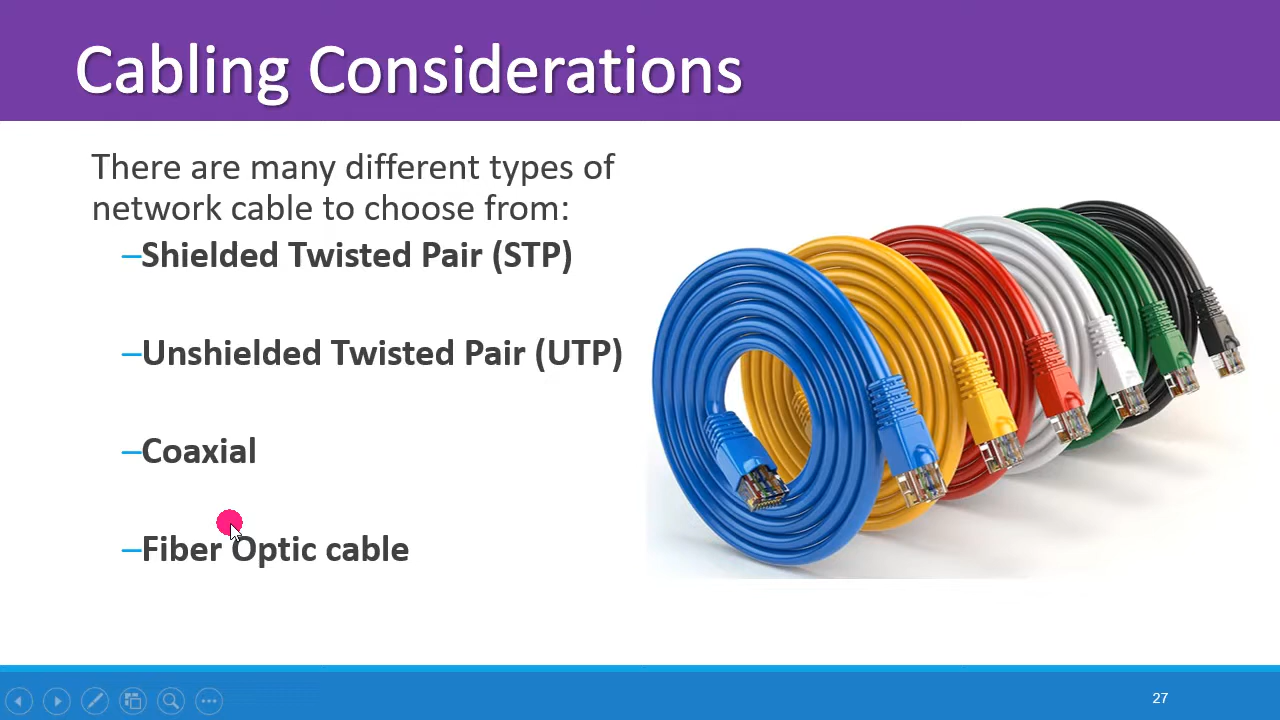 Cabling Considerations
There are many different types of
network cable to choose from:
–Shielded Twisted Pair (STP)
–Unshielded Twisted Pair (UTP)
–Coaxial
–Fiber Optic cable
27